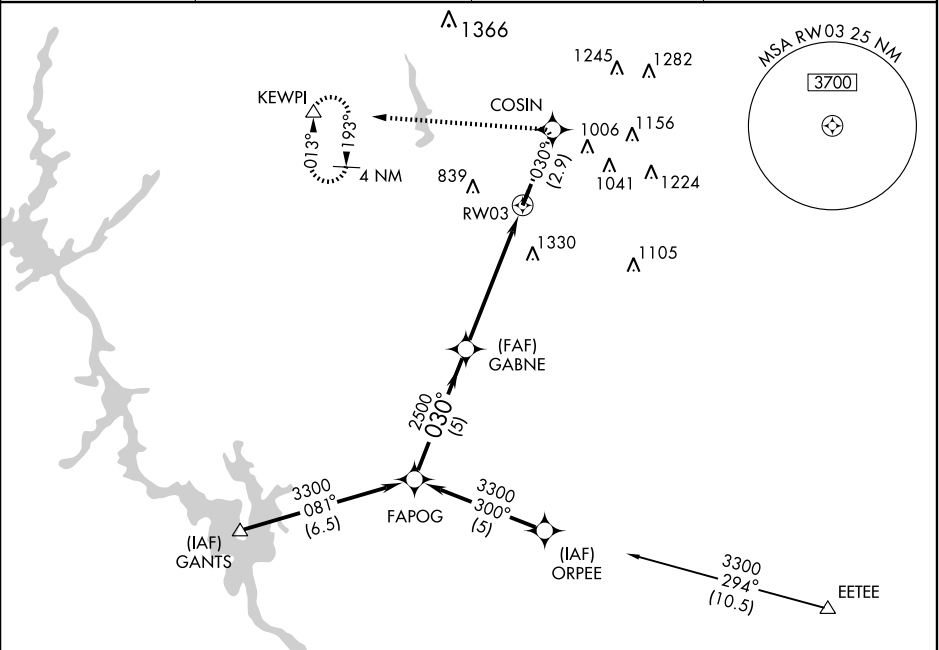 1366
MSA RW03 25 NM
3700
1245
1282
KEWPI
013°
193°
4 NM
COSIN
1006
1156
1041
1224
030°
(2.9)
839
RW03
1330
1105
(FAF)
GABNE
2500
030°
(5)
3300
081°
(6.5)
FAPOG
3300
300°
(5)
(IAF)
GANTS
(IAF)
ORPEE
3300
294°
(10.5)
EETEE